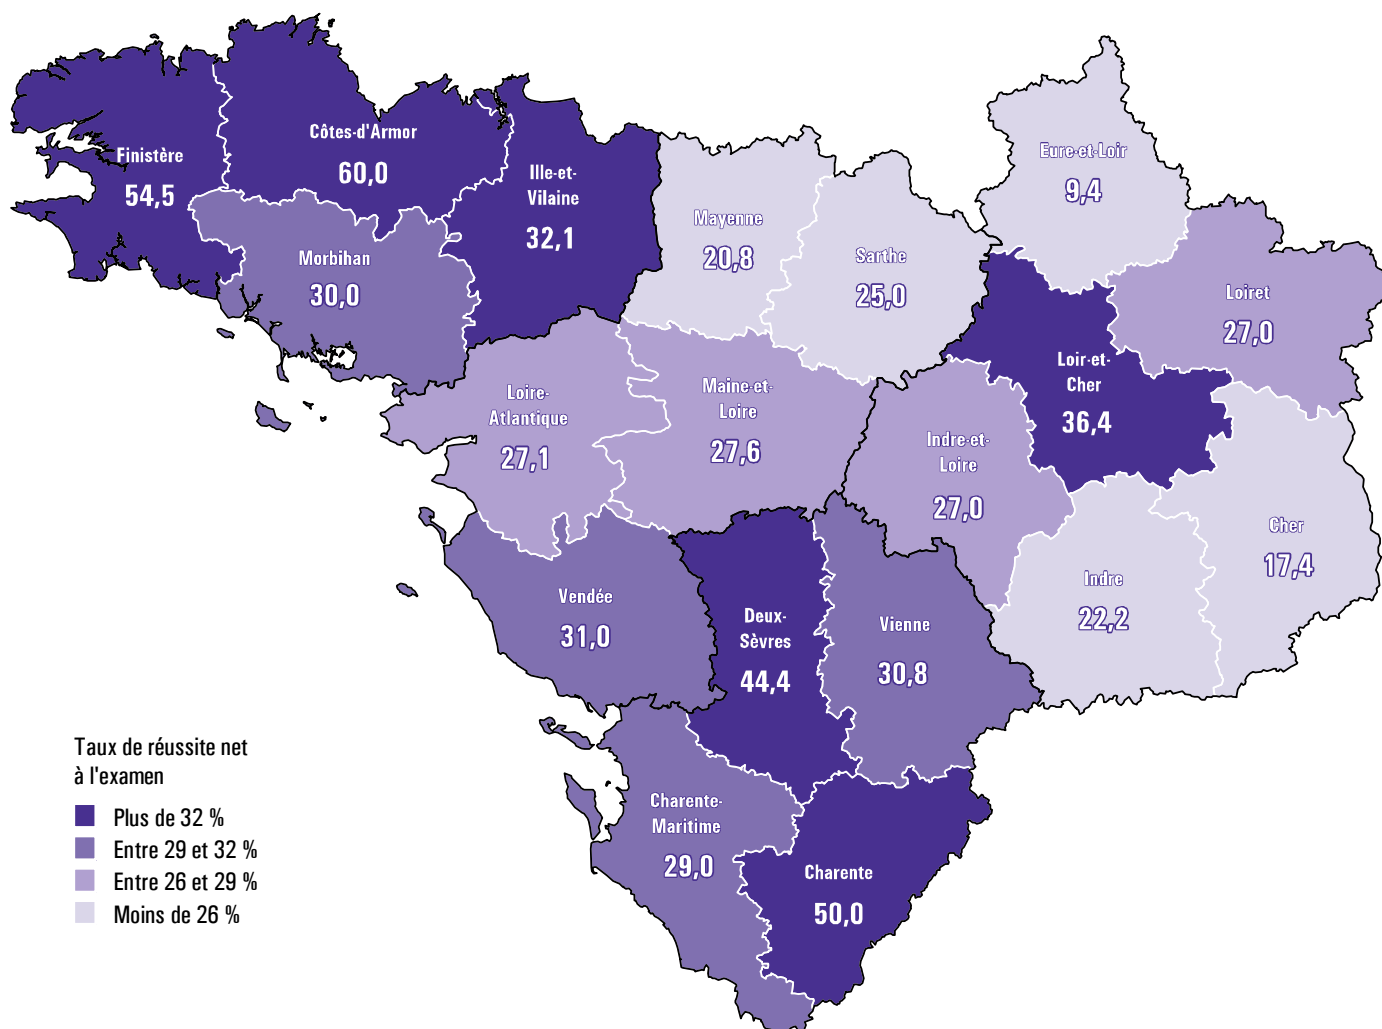 Finistère
54,5
Côtes-d'Armor
60,0
Ille-et-
Vilaine
32,1
Morbihan
30,0
Mayenne
20,8
Sarthe
25,0
Eure-et-Loir
9,4
Loiret
27,0
Loir-et-
Cher
36,4
Loire-
Atlantique
27,1
Maine-et-
Loire
27,6
Indre-et-
Loire
27,0
Cher
17,4
Indre
22,2
Vendée
31,0
Deux-
Sèvres
44,4
Vienne
30,8
Charente-
Maritime
29,0
Charente
50,0
Taux de réussite net
à l'examen
Plus de 32 %
Entre 29 et 32 %
Entre 26 et 29 %
Moins de 26 %